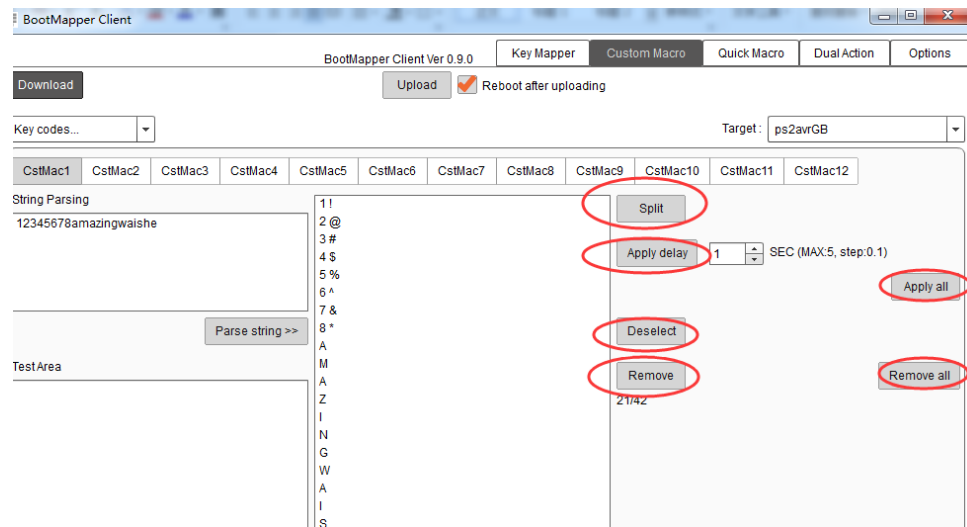 BootMapper Client
BootMapper Client Ver 0.9.0
Key Mapper
Custom Macro
Quick Macro
Dual Action
Options
Download
Upload
Reboot after uploading
Key codes...
Target :
ps2avrGB
CstMac1
CstMac2
CstMac3
CstMac4
CstMac5
CstMac6
CstMac7
CstMac8
CstMac9
CstMac10
CstMac11
CstMac12
String Parsing
12345678amazingwaishe
Parse string >>
Test Area
1 !
2 @
3 #
4 $
5 %
6 ^
7 &
8 *
A
M
A
Z
I
N
G
W
A
I
S
Split
Apply delay
1
SEC (MAX:5, step:0.1)
Apply all
Deselect
Remove
Remove all
21/42